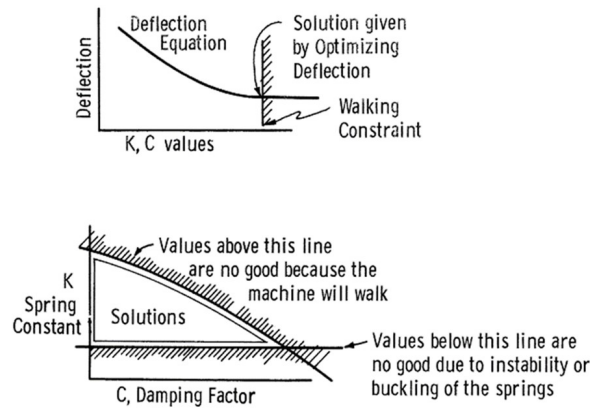 Deflection
Equation
Solution given
by Optimizing
Deflection
Deflection
Walking
Constraint
K, C values
Values above this line
are no good because the
machine will walk
K
Spring
Constant
Solutions
Values below this line are
no good due to instability or
buckling of the springs
C, Damping Factor